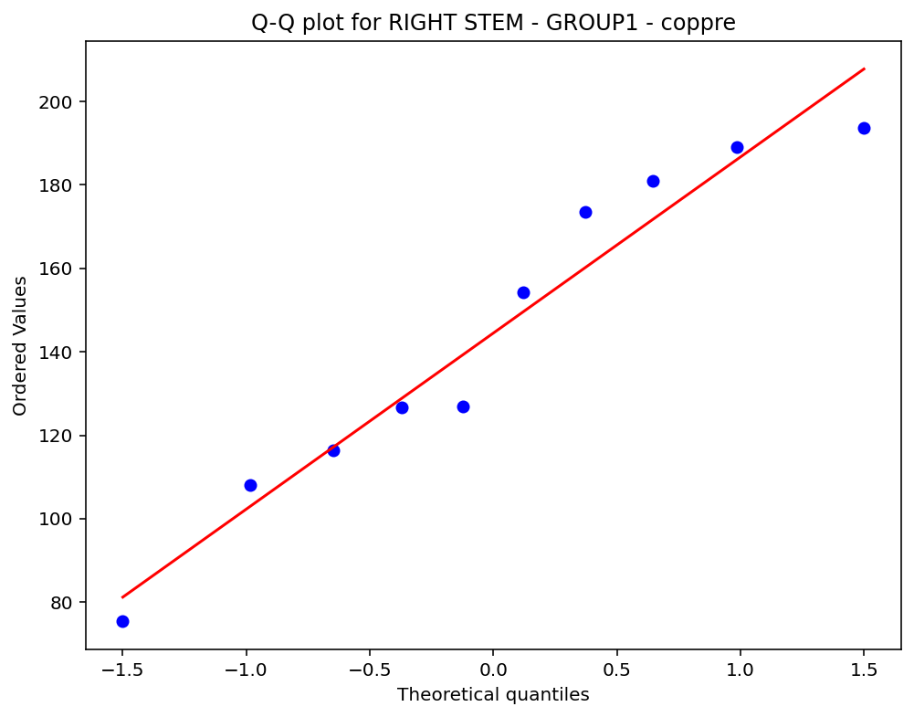 Q-Q plot for RIGHT STEM - GROUP1 - coppre
200
180
160
140
120
100
80
Ordered Values
−1.5 −1.0 −0.5 0.0 0.5 1.0 1.5
Theoretical quantiles